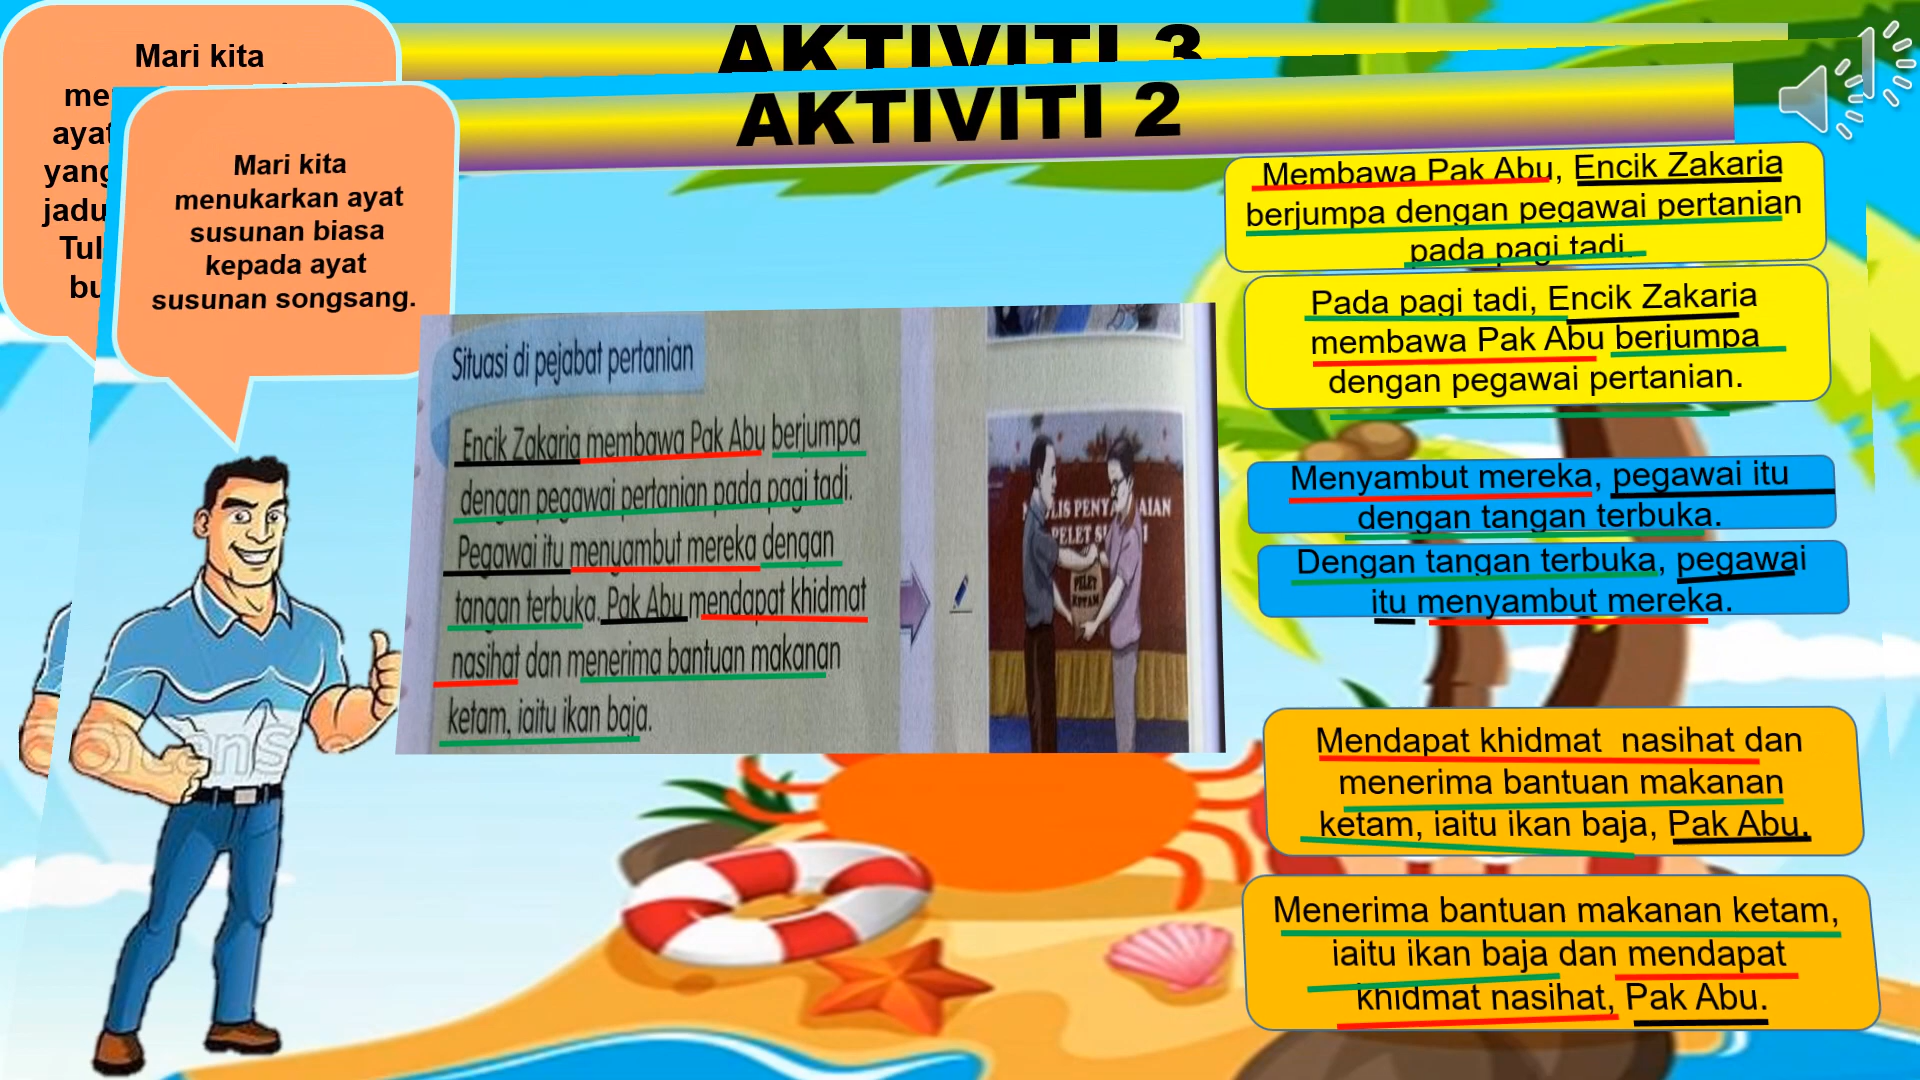 AKTIVITI 3
Mari kita
AKTIVITI 2
Mari kita
menukarkan ayat
susunan biasa
kepada ayat
susunan songsang.
Situasi di pejabat pertanian
Encik Zakaria membawa Pak Abu berjumpa
dengan pegawai pertanian pada pagi tadi.
Pegawai itu menyambut mereka dengan
tangan terbuka. Pak Abu mendapat khidmat
nasihat dan menerima bantuan makanan
ketam, iaitu ikan baja.
PELET
KETAM
Membawa Pak Abu, Encik Zakaria
berjumpa dengan pegawai pertanian
pada pagi tadi.
Pada pagi tadi, Encik Zakaria
membawa Pak Abu berjumpa
dengan pegawai pertanian.
Menyambut mereka, pegawai itu
dengan tangan terbuka.
Dengan tangan terbuka, pegawai
itu menyambut mereka.
Mendapat khidmat nasihat dan
menerima bantuan makanan
ketam, iaitu ikan baja, Pak Abu.
Menerima bantuan makanan ketam,
iaitu ikan baja dan mendapat
khidmat nasihat, Pak Abu.